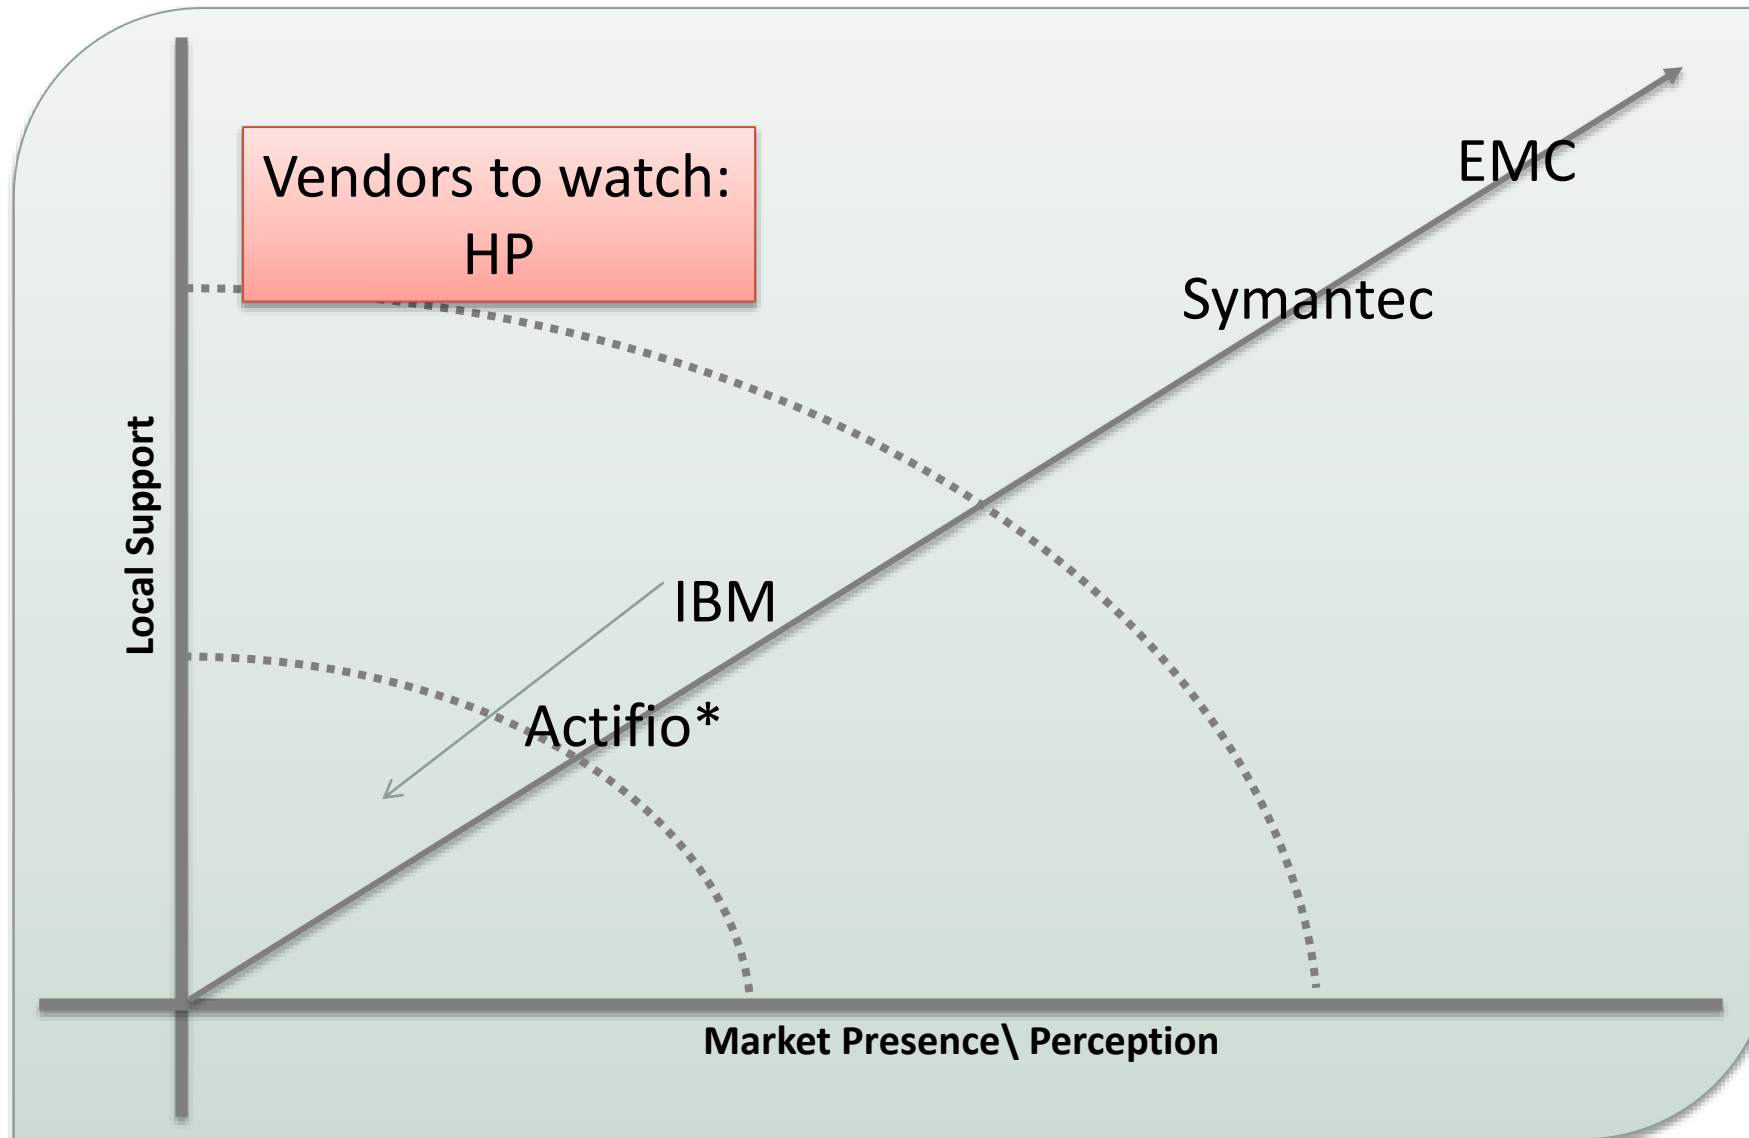 Vendors to watch:
HP
EMC
Symantec
Local Support
IBM
Actifio*
Market Presence\ Perception